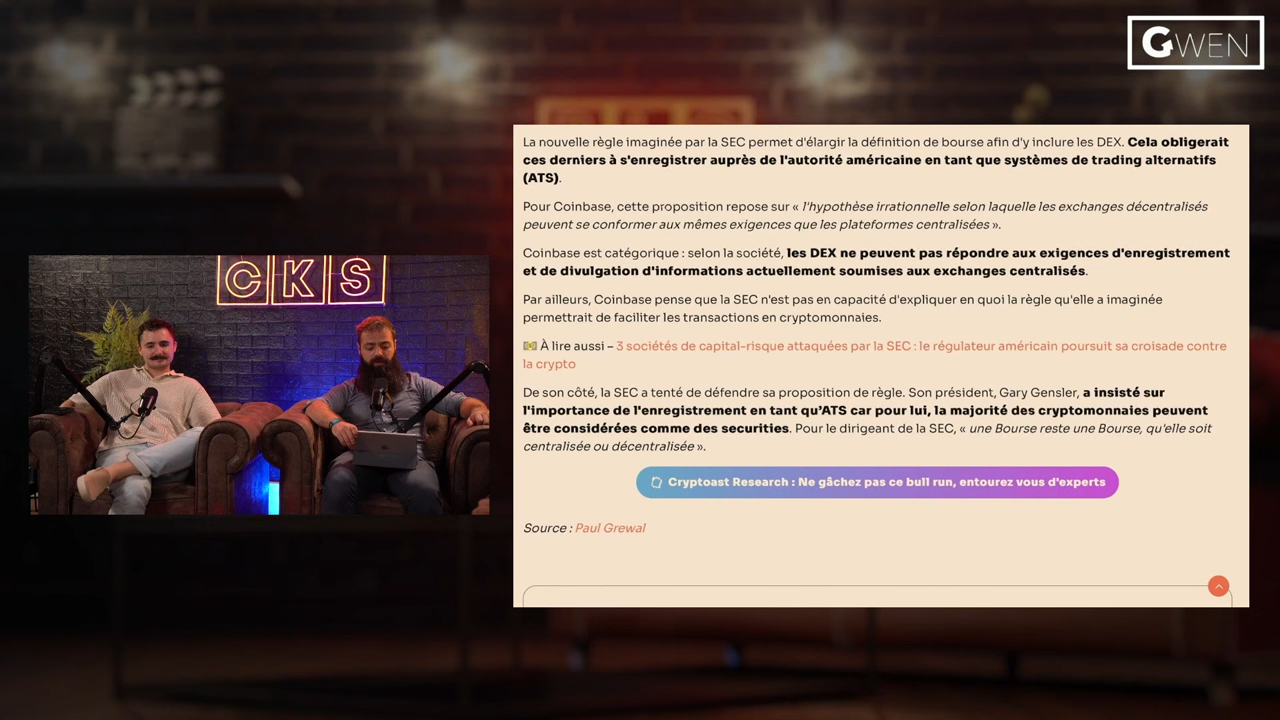 GWEN
La nouvelle règle imaginée par la SEC permet d'élargir la définition de bourse afin d'y inclure les DEX. Cela obligerait
ces derniers à s'enregistrer auprès de l'autorité américaine en tant que systèmes de trading alternatifs
(ATS).
Pour Coinbase, cette proposition repose sur « l'hypothèse irrationnelle selon laquelle les exchanges décentralisés
peuvent se conformer aux mêmes exigences que les plateformes centralisées ».
Coinbase est catégorique : selon la société, les DEX ne peuvent pas répondre aux exigences d'enregistrement
et de divulgation d'informations actuellement soumises aux exchanges centralisés.
Par ailleurs, Coinbase pense que la SEC n'est pas en capacité d'expliquer en quoi la règle qu'elle a imaginée
permettrait de faciliter les transactions en cryptomonnaies.
À lire aussi – 3 sociétés de capital-risque attaquées par la SEC : le régulateur américain poursuit sa croisade contre
la crypto
De son côté, la SEC a tenté de défendre sa proposition de règle. Son président, Gary Gensler, a insisté sur
l'importance de l'enregistrement en tant qu'ATS car pour lui, la majorité des cryptomonnaies peuvent
être considérées comme des securities. Pour le dirigeant de la SEC, « une Bourse reste une Bourse, qu'elle soit
centralisée ou décentralisée ».
Cryptoast Research : Ne gâchez pas ce bull run, entourez vous d'experts
Source : Paul Grewal
CKS